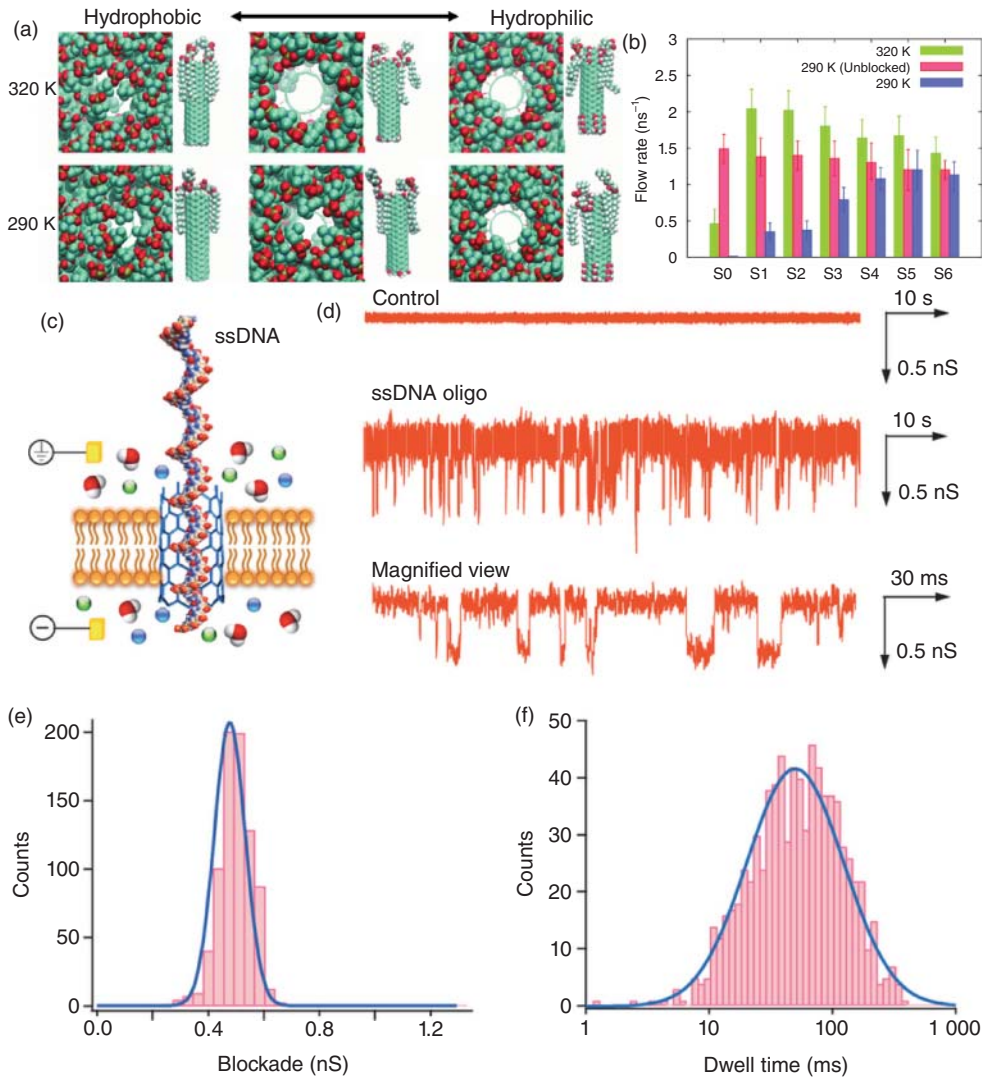 (a)
Hydrophobic
Hydrophilic
320 K
290 K
(b)
3
2.5
2
1.5
1
0.5
0
Flow rate (ns⁻¹)
320 K
290 K (Unblocked)
290 K
S0 S1 S2 S3 S4 S5 S6
(c)
ssDNA
(d)
Control
10 s
0.5 nS
ssDNA oligo
10 s
0.5 nS
Magnified view
30 ms
0.5 nS
(e)
200
150
100
50
0
Counts
0.0 0.4 0.8 1.2
Blockade (nS)
(f)
50
40
30
20
10
0
Counts
1 10 100 1 000
Dwell time (ms)